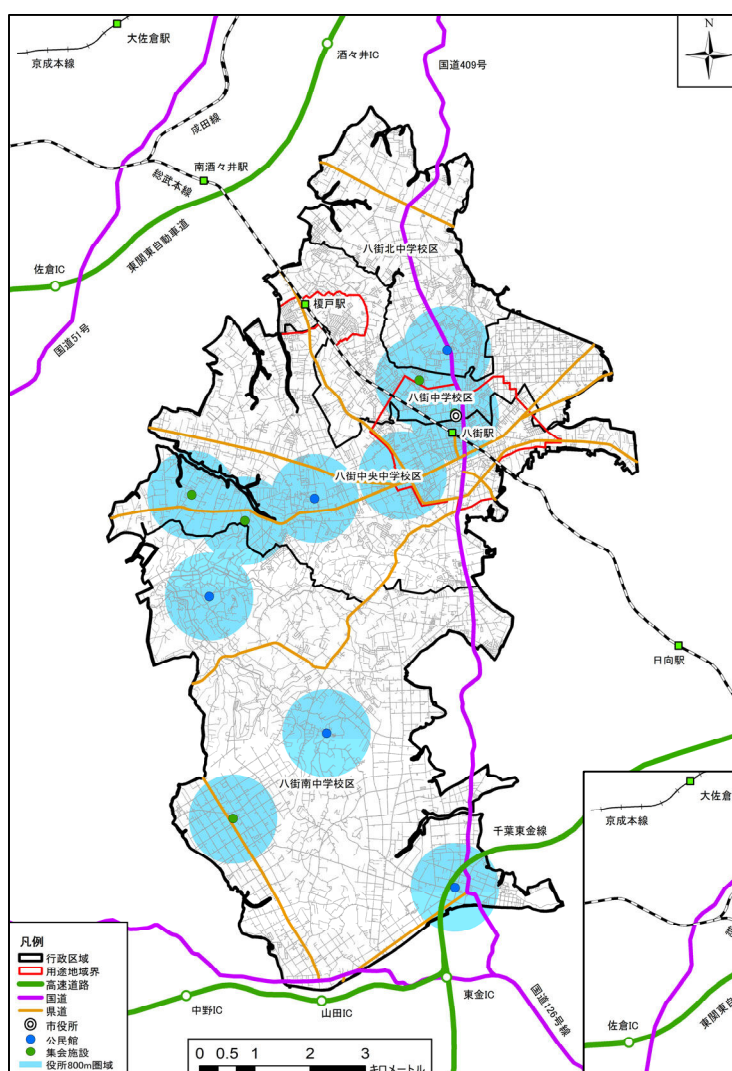 大佐倉駅
京成本線
酒々井IC
国道409号
N
成田線
南酒々井駅
総武本線
東関東自動車道
佐倉IC
国道51号
八街北中学校区
榎戸駅
八街中学校区
八街駅
八街中央中学校区
日向駅
八街南中学校区
千葉東金線
中野IC
山田IC
東金IC
国道126号線
凡例
行政区域
用途地域界
高速道路
国道
県道
市役所
公民館
集会施設
役所800m圏域
0 0.5 1 2 3
キロメートル
大佐倉
京成本線
佐倉IC
東関東自
国道51号